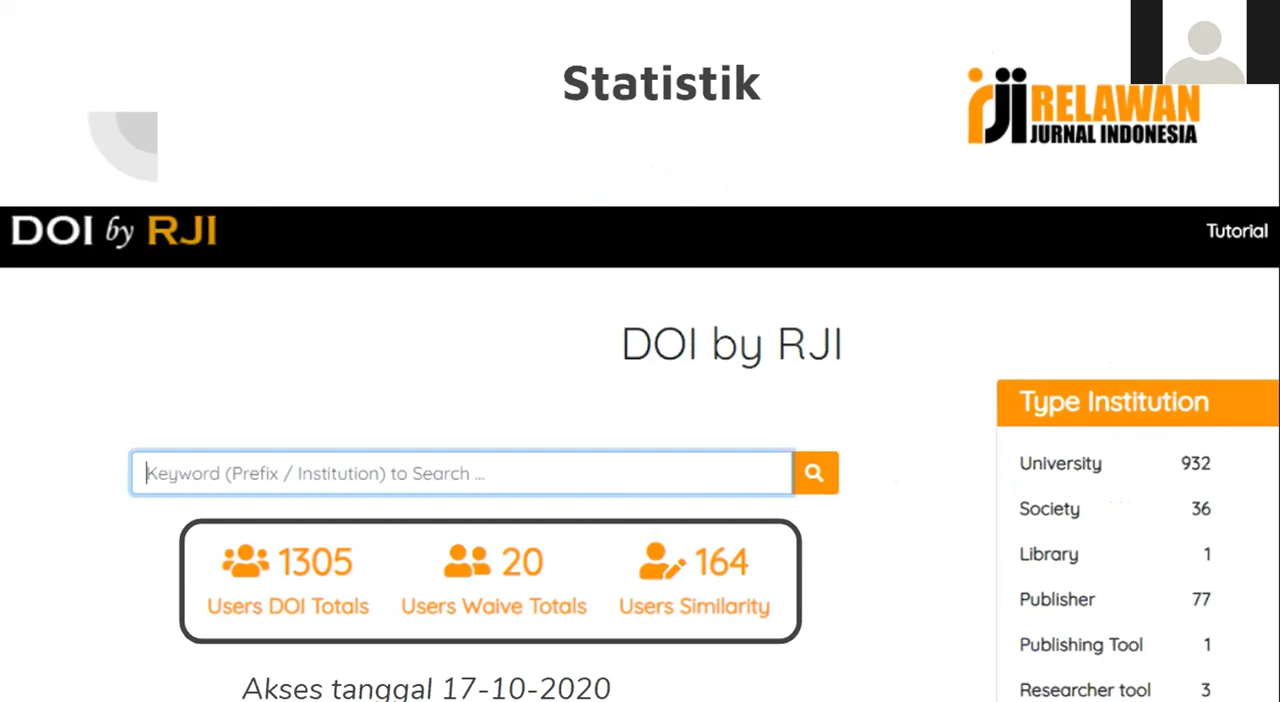 Statistik
rji RELAWAN
JURNAL INDONESIA
DOI by RJI
Tutorial
DOI by RJI
Keyword (Prefix / Institution) to Search ...
1305
Users DOI Totals
20
Users Waive Totals
164
Users Similarity
Akses tanggal 17-10-2020
Type Institution
University 932
Society 36
Library 1
Publisher 77
Publishing Tool 1
Researcher tool 3